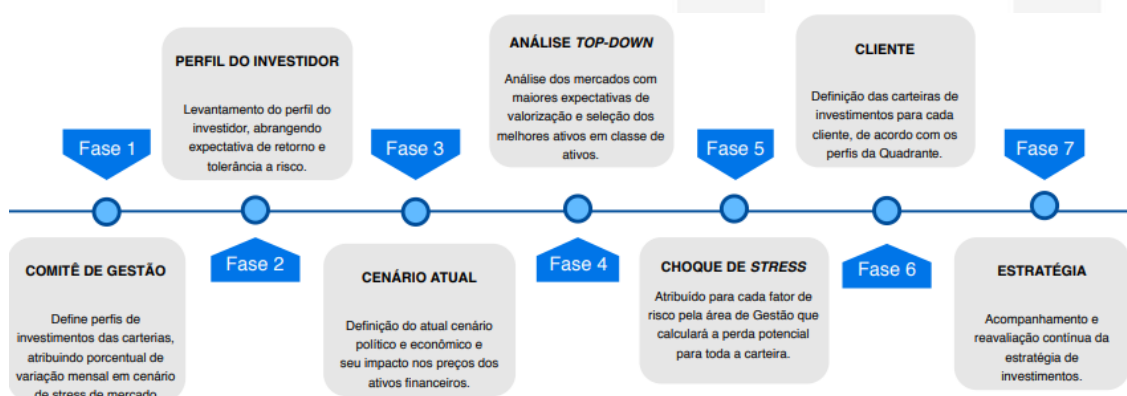 Fase 1
COMITÊ DE GESTÃO
Define perfis de
investimentos das carterias,
atribuindo porcentual de
variação mensal em cenário
de stress de mercado
PERFIL DO INVESTIDOR
Levantamento do perfil do
investidor, abrangendo
expectativa de retorno e
tolerância a risco.
Fase 2
Fase 3
CENÁRIO ATUAL
Definição do atual cenário
político e econômico e
seu impacto nos preços dos
ativos financeiros.
ANÁLISE TOP-DOWN
Análise dos mercados com
maiores expectativas de
valorização e seleção dos
melhores ativos em classe de
ativos.
Fase 4
Fase 5
CHOQUE DE STRESS
Atribuído para cada fator de
risco pela área de Gestão que
calculará a perda potencial
para toda a carteira.
CLIENTE
Definição das carteiras de
investimentos para cada
cliente, de acordo com os
perfis da Quadrante.
Fase 6
Fase 7
ESTRATÉGIA
Acompanhamento e
reavaliação contínua da
estratégia de
investimentos.